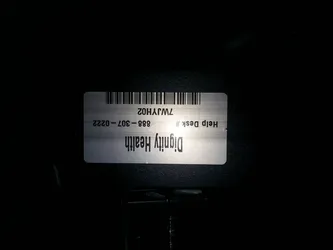 Dignity Health
Help Desk # 888-307-0222
7WJYH02